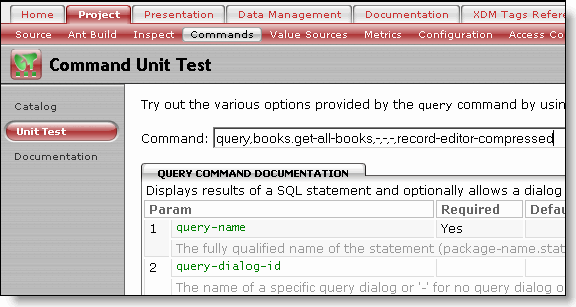 Home Project Presentation Data Management Documentation XDM Tags Refere
Source Ant Build Inspect Commands Value Sources Metrics Configuration Access Co
Command Unit Test
Catalog
Unit Test
Documentation
Try out the various options provided by the query command by using
Command: query,books.get-all-books,-,-,-,record-editor-compressed
QUERY COMMAND DOCUMENTATION
Displays results of a SQL statement and optionally allows a dialog
Param Required Defau
1 query-name Yes
The fully qualified name of the statement (package-name.stat
2 query-dialog-id
The name of a specific query dialog or '-' for no query dialog o